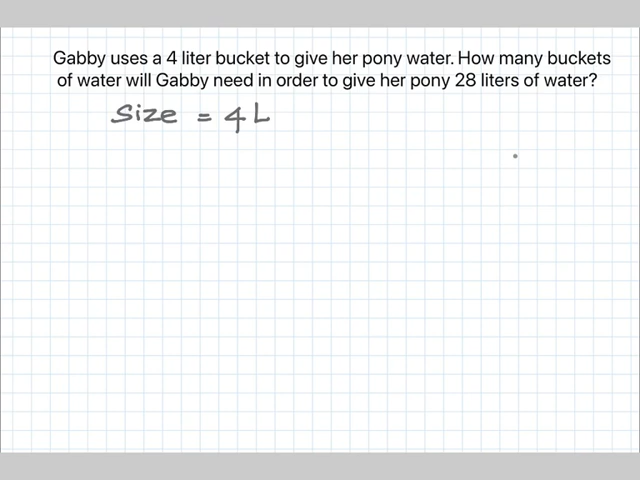 Gabby uses a 4 liter bucket to give her pony water. How many buckets
of water will Gabby need in order to give her pony 28 liters of water?
Size = 4 L